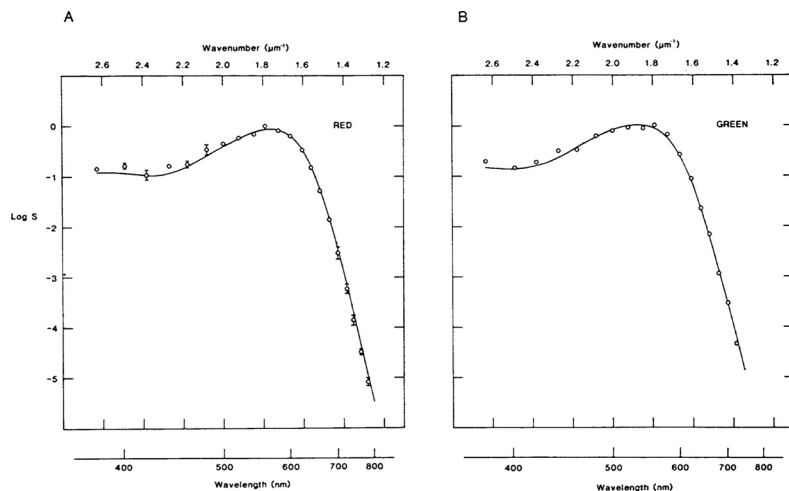 A
Wavenumber (µm⁻¹)
2.6 2.4 2.2 2.0 1.8 1.6 1.4 1.2
RED
0
-1
-2
-3
-4
-5
Log S
400 500 600 700 800
Wavelength (nm)
B
Wavenumber (µm⁻¹)
2.6 2.4 2.2 2.0 1.8 1.6 1.4 1.2
GREEN
400 500 600 700 800
Wavelength (nm)